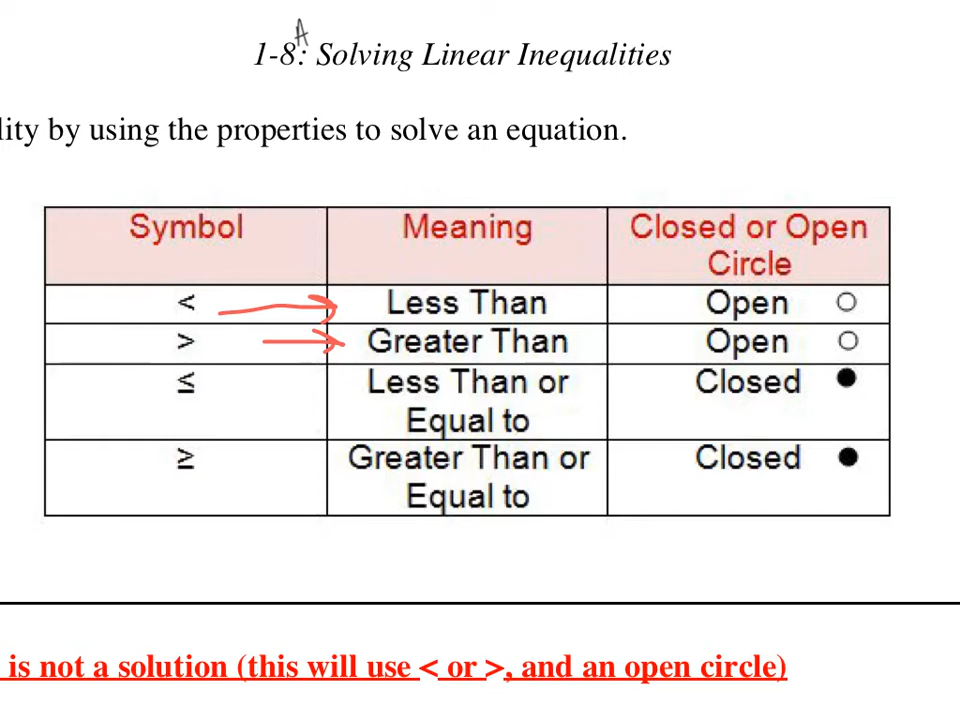 A
1-8: Solving Linear Inequalities
lity by using the properties to solve an equation.
Symbol Meaning Closed or Open Circle
< Less Than Open
> Greater Than Open
≤ Less Than or Equal to Closed
≥ Greater Than or Equal to Closed
is not a solution (this will use < or >, and an open circle)